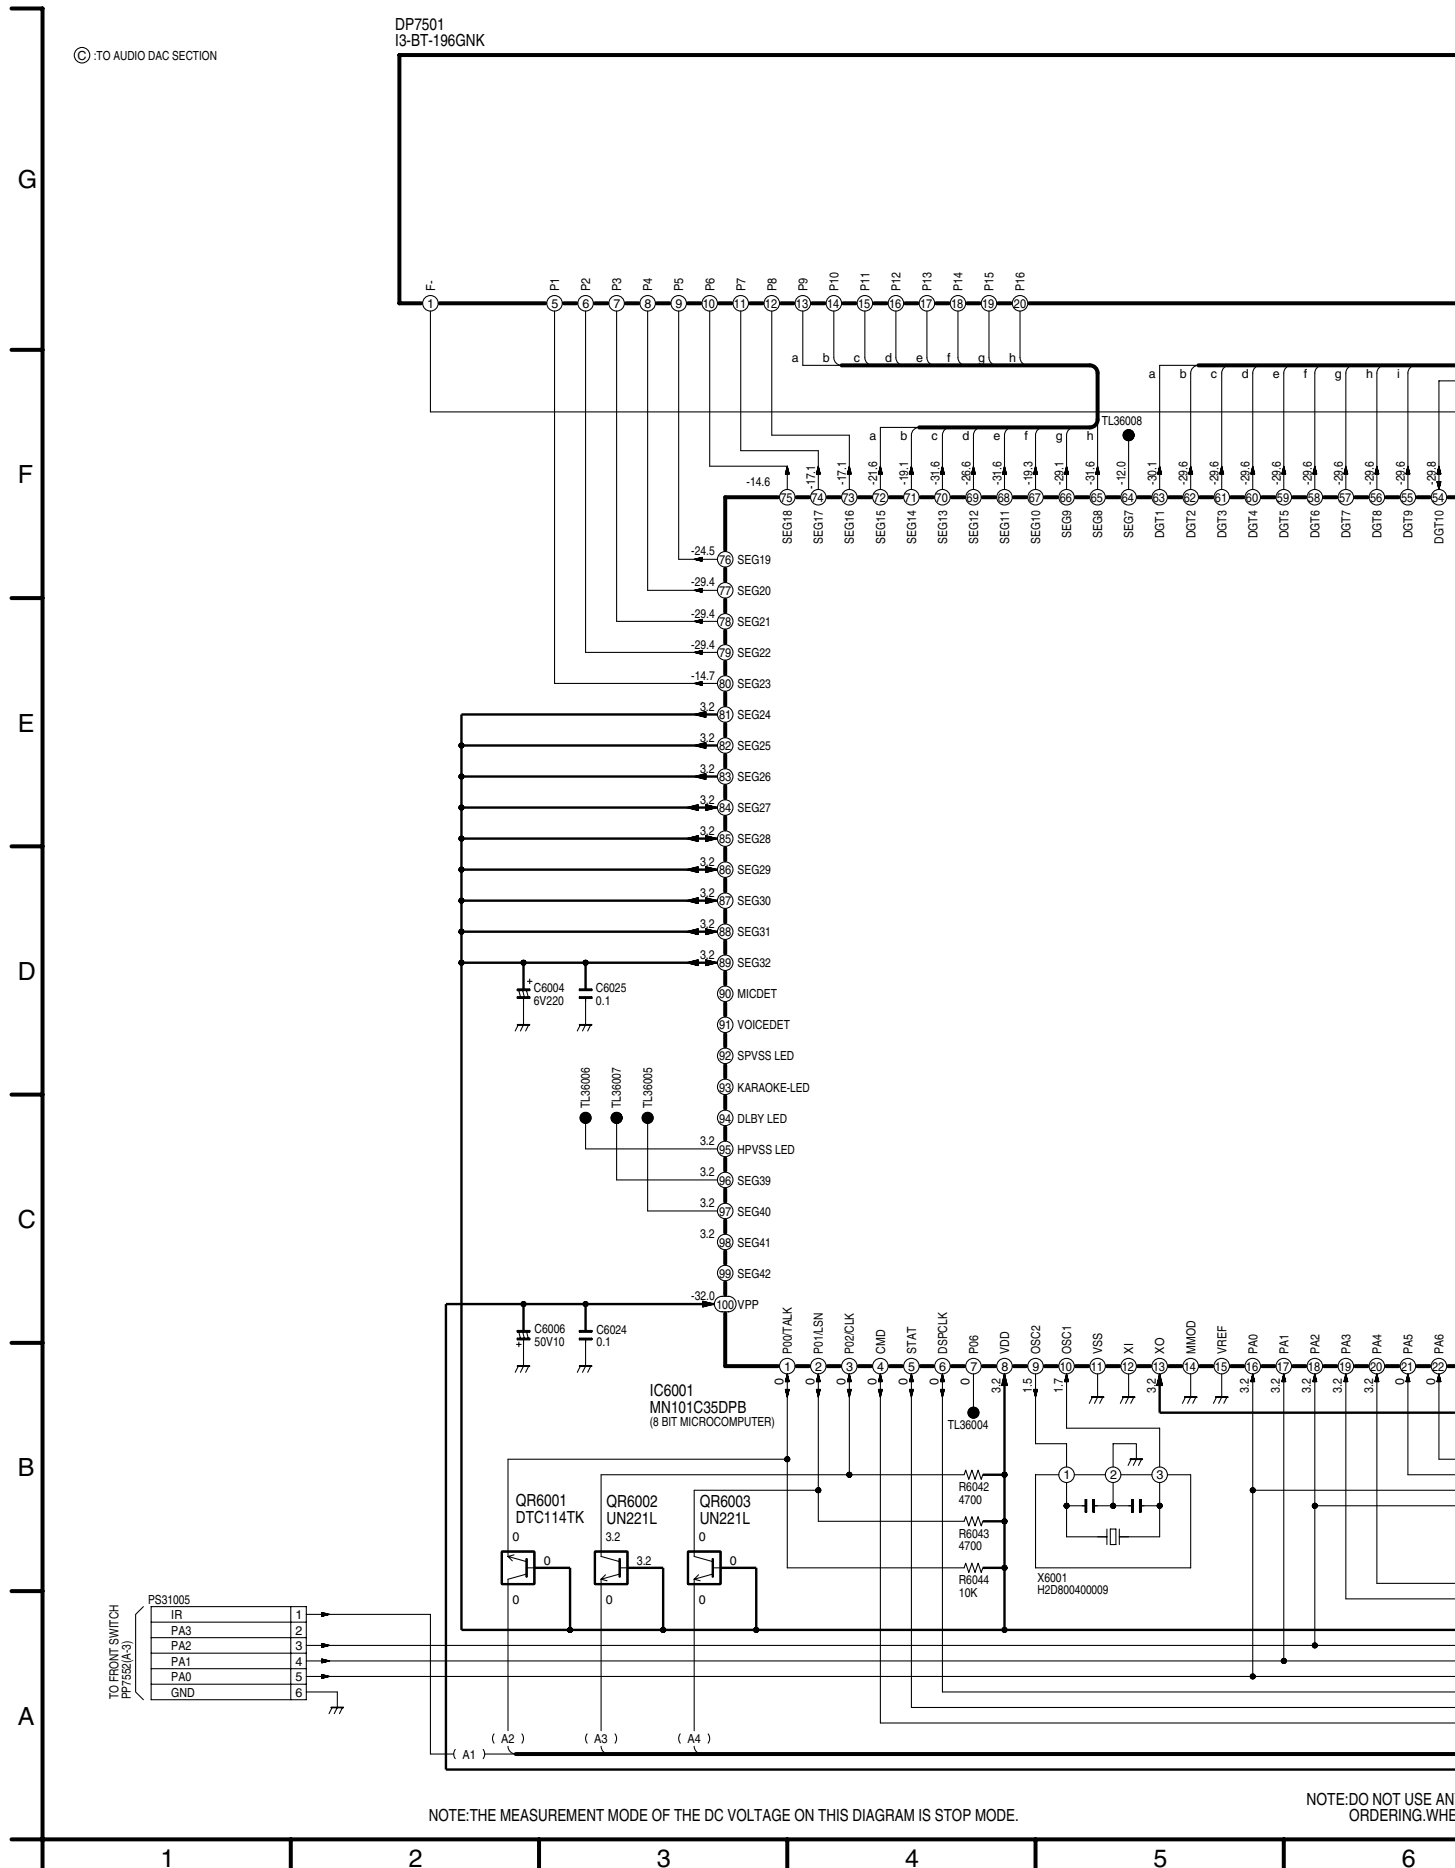 DP7501
I3-BT-196GNK
Ⓒ :TO AUDIO DAC SECTION
G
F- P1 P2 P3 P4 P5 P6 P7 P8 P9 P10 P11 P12 P13 P14 P15 P16
1 5 6 7 8 9 10 11 12 13 14 15 16 17 18 19 20
a b c d e f g h
a b c d e f g h i
TL36008
a b c d e f g h
F
-14.6 -17.1 -17.1 -21.6 -19.1 -31.6 -26.6 -31.6 -19.3 -29.1 -31.6 -12.0 -30.1 -29.6 -29.6 -29.6 -29.6 -29.6 -29.6 -29.6 -29.6 -29.8
75 74 73 72 71 70 69 68 67 66 65 64 63 62 61 60 59 58 57 56 55 54
SEG18 SEG17 SEG16 SEG15 SEG14 SEG13 SEG12 SEG11 SEG10 SEG9 SEG8 SEG7 DGT1 DGT2 DGT3 DGT4 DGT5 DGT6 DGT7 DGT8 DGT9 DGT10
-24.5 76 SEG19
-29.4 77 SEG20
-29.4 78 SEG21
-29.4 79 SEG22
-14.7 80 SEG23
E
3.2 81 SEG24
3.2 82 SEG25
3.2 83 SEG26
3.2 84 SEG27
3.2 85 SEG28
3.2 86 SEG29
3.2 87 SEG30
3.2 88 SEG31
3.2 89 SEG32
D
+ C6004
6V220
C6025
0.1
90 MICDET
91 VOICEDET
92 SPVSS LED
93 KARAOKE-LED
94 DLBY LED
TL36006 TL36007 TL36005
3.2 95 HPVSS LED
3.2 96 SEG39
3.2 97 SEG40
C
3.2 98 SEG41
99 SEG42
-32.0 100 VPP
C6006
50V10
+
C6024
0.1
P00/TALK P01/LSN P02/CLK CMD STAT DSPCLK P06 VDD OSC2 OSC1 VSS XI XO MMOD VREF PA0 PA1 PA2 PA3 PA4 PA5 PA6
1 2 3 4 5 6 7 8 9 10 11 12 13 14 15 16 17 18 19 20 21 22
0 0 0 0 0 0 0 3.2 1.5 1.7 3.2 3.2 3.2 3.2 3.2 3.2 0 0
IC6001
MN101C35DPB
(8 BIT MICROCOMPUTER)
TL36004
B
1 2 3
R6042
4700
R6043
4700
R6044
10K
X6001
H2D800400009
QR6001
DTC114TK
0
0
0
QR6002
UN221L
3.2
3.2
0
QR6003
UN221L
0
0
0
TO FRONT SWITCH
PP7552(A-3)
PS31005
IR 1
PA3 2
PA2 3
PA1 4
PA0 5
GND 6
A
( A1 ) ( A2 ) ( A3 ) ( A4 )
NOTE:THE MEASUREMENT MODE OF THE DC VOLTAGE ON THIS DIAGRAM IS STOP MODE.
NOTE:DO NOT USE AN
ORDERING.WHE
1 2 3 4 5 6